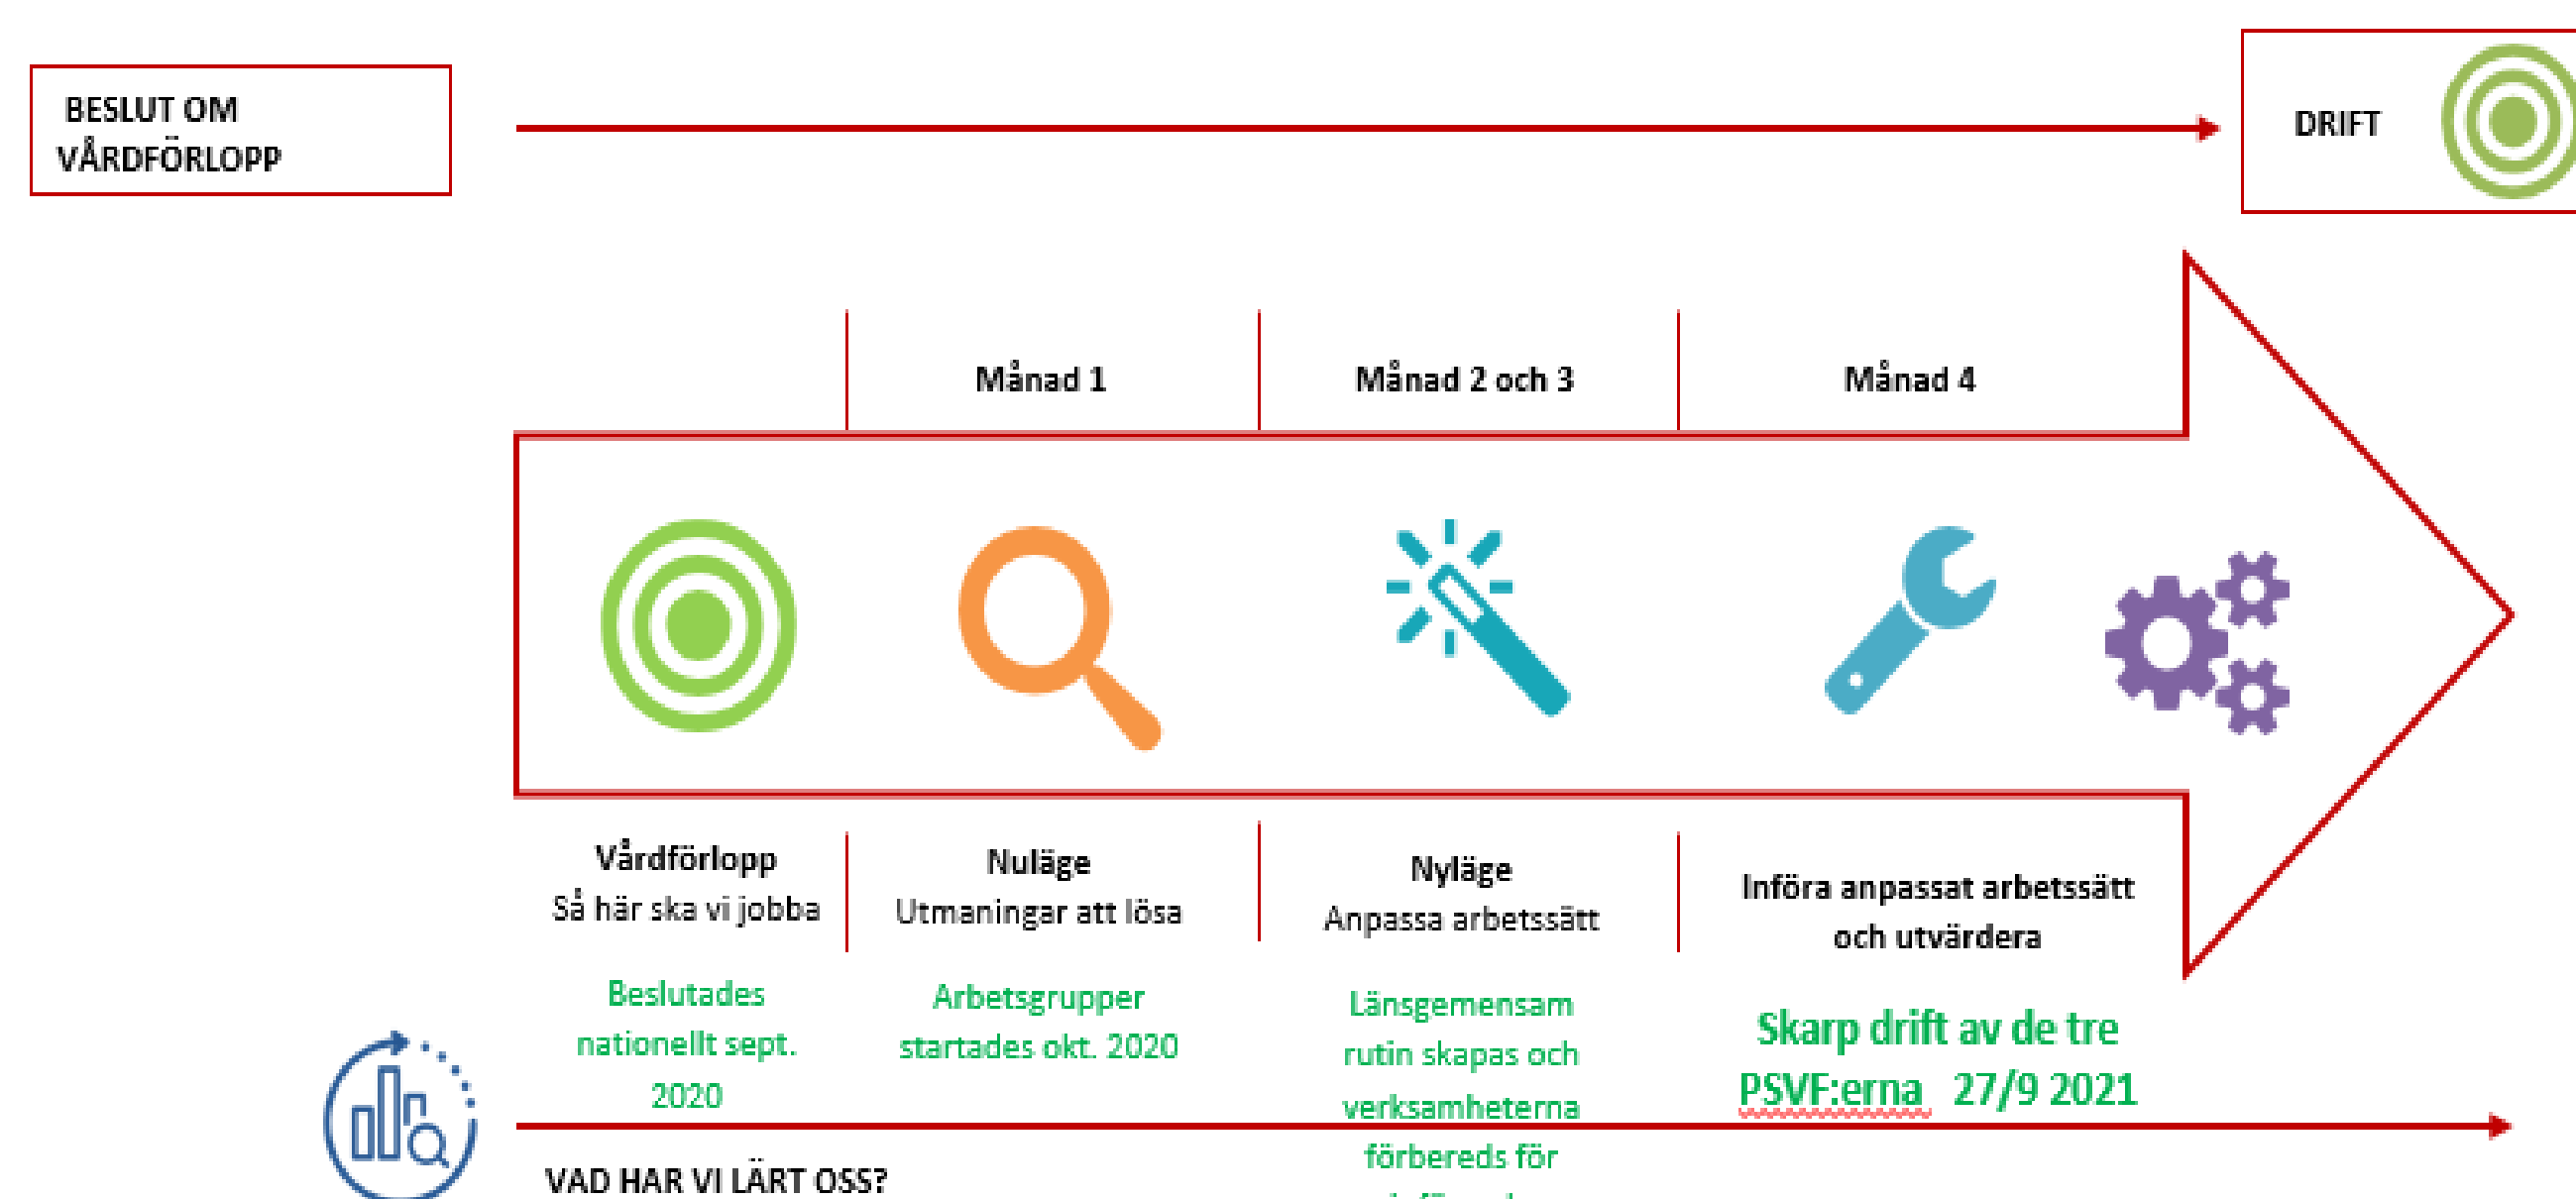 BESLUT OM
VÅRDFÖRLOPP
DRIFT
Månad 1
Månad 2 och 3
Månad 4
Vårdförlopp
Så här ska vi jobba
Nuläge
Utmaningar att lösa
Nyläge
Anpassa arbetssätt
Införa anpassat arbetssätt
och utvärdera
Beslutades
nationellt sept.
2020
Arbetsgrupper
startades okt. 2020
Länsgemensam
rutin skapas och
verksamheterna
förbereds för
Skarp drift av de tre
PSVF:erna 27/9 2021
VAD HAR VI LÄRT OSS?